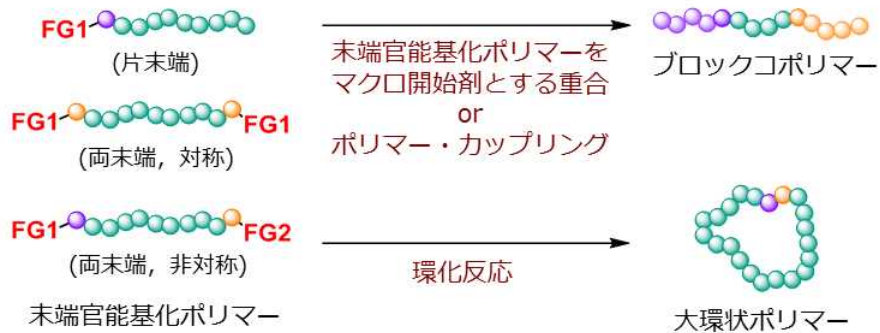 FG1
(片末端)
FG1
FG1
(両末端，対称)
FG1
FG2
(両末端，非対称)
末端官能基化ポリマー
末端官能基化ポリマーを
マクロ開始剤とする重合
or
ポリマー・カップリング
環化反応
ブロックコポリマー
大環状ポリマー